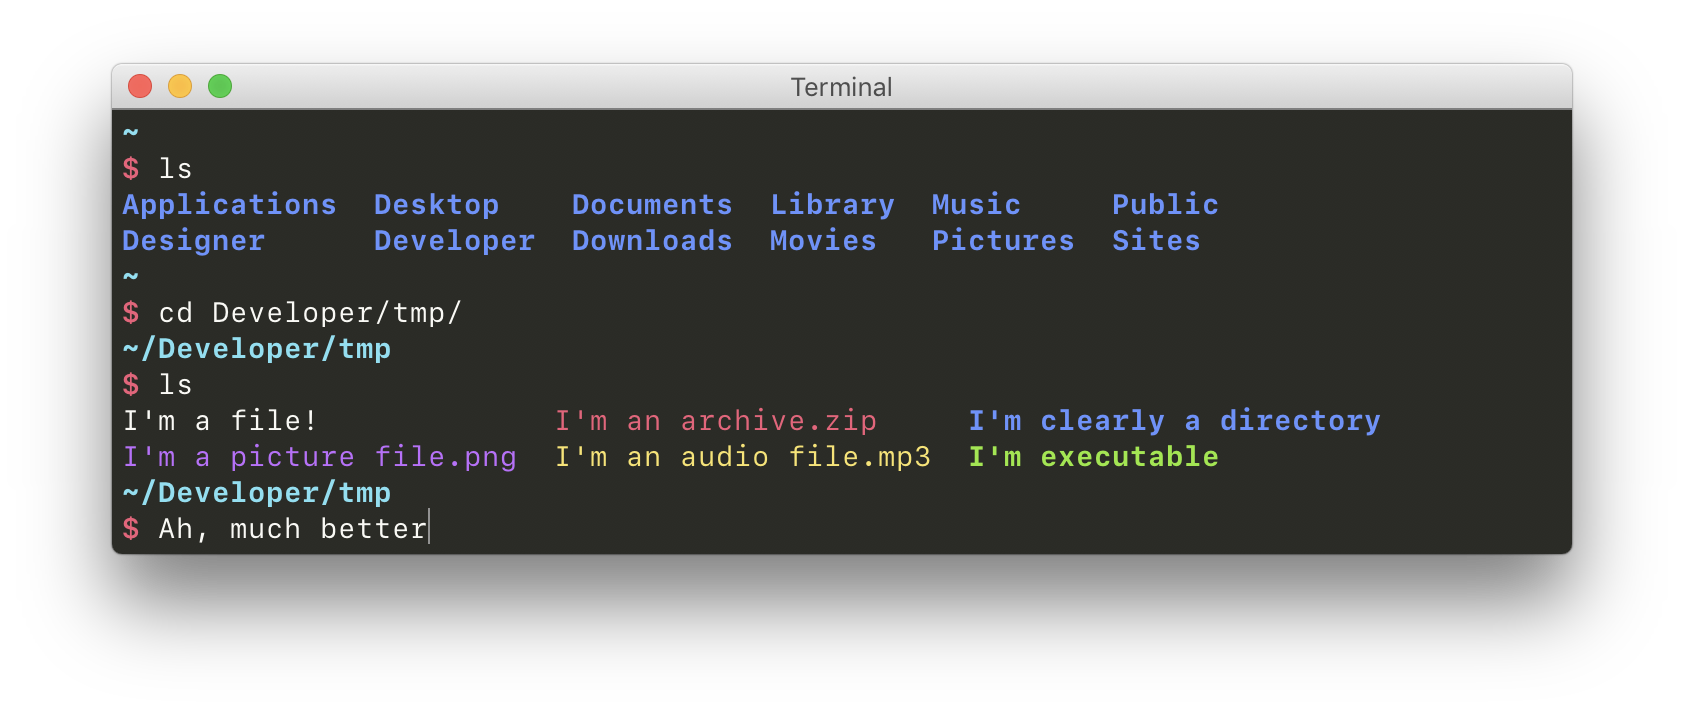 Terminal
~
$ ls
Applications  Desktop    Documents  Library  Music     Public
Designer      Developer  Downloads  Movies   Pictures  Sites
~
$ cd Developer/tmp/
~/Developer/tmp
$ ls
I'm a file!             I'm an archive.zip     I'm clearly a directory
I'm a picture file.png  I'm an audio file.mp3  I'm executable
~/Developer/tmp
$ Ah, much better